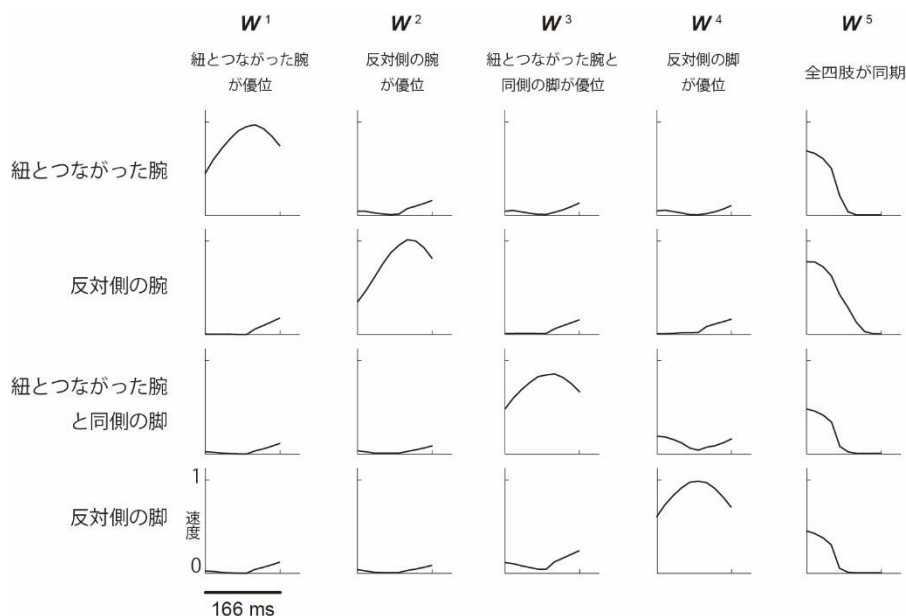 W1 W2 W3 W4 W5
紐とつながった腕
が優位
反対側の腕
が優位
紐とつながった腕と
同側の脚が優位
反対側の脚
が優位
全四肢が同期
紐とつながった腕
反対側の腕
紐とつながった腕
と同側の脚
反対側の脚
1
速度
0
166 ms